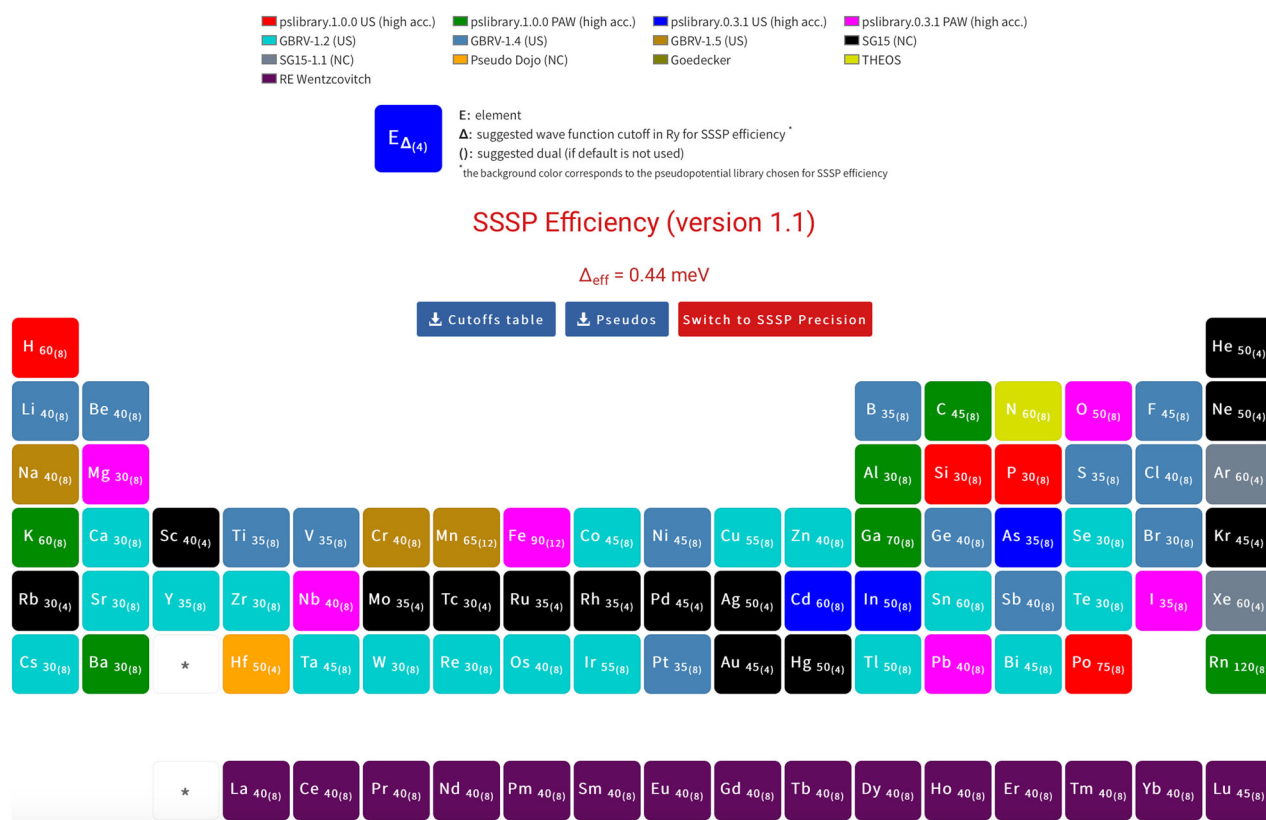 pslibrary.1.0.0 US (high acc.) pslibrary.1.0.0 PAW (high acc.) pslibrary.0.3.1 US (high acc.) pslibrary.0.3.1 PAW (high acc.)
GBRV-1.2 (US) GBRV-1.4 (US) GBRV-1.5 (US) SG15 (NC)
SG15-1.1 (NC) Pseudo Dojo (NC) Goedecker THEOS
RE Wentzcovitch
E Δ(4)
E: element
Δ: suggested wave function cutoff in Ry for SSSP efficiency *
(): suggested dual (if default is not used)
*the background color corresponds to the pseudopotential library chosen for SSSP efficiency
SSSP Efficiency (version 1.1)
Δeff = 0.44 meV
Cutoffs table Pseudos Switch to SSSP Precision
H 60(8) He 50(4)
Li 40(8) Be 40(8) B 35(8) C 45(8) N 60(8) O 50(8) F 45(8) Ne 50(4)
Na 40(8) Mg 30(8) Al 30(8) Si 30(8) P 30(8) S 35(8) Cl 40(8) Ar 60(4)
K 60(8) Ca 30(8) Sc 40(4) Ti 35(8) V 35(8) Cr 40(8) Mn 65(12) Fe 90(12) Co 45(8) Ni 45(8) Cu 55(8) Zn 40(8) Ga 70(8) Ge 40(8) As 35(8) Se 30(8) Br 30(8) Kr 45(4)
Rb 30(4) Sr 30(8) Y 35(8) Zr 30(8) Nb 40(8) Mo 35(4) Tc 30(4) Ru 35(4) Rh 35(4) Pd 45(4) Ag 50(4) Cd 60(8) In 50(8) Sn 60(8) Sb 40(8) Te 30(8) I 35(8) Xe 60(4)
Cs 30(8) Ba 30(8) * Hf 50(4) Ta 45(8) W 30(8) Re 30(8) Os 40(8) Ir 55(8) Pt 35(8) Au 45(4) Hg 50(4) Tl 50(8) Pb 40(8) Bi 45(8) Po 75(8) Rn 120(8
* La 40(8) Ce 40(8) Pr 40(8) Nd 40(8) Pm 40(8) Sm 40(8) Eu 40(8) Gd 40(8) Tb 40(8) Dy 40(8) Ho 40(8) Er 40(8) Tm 40(8) Yb 40(8) Lu 45(8)